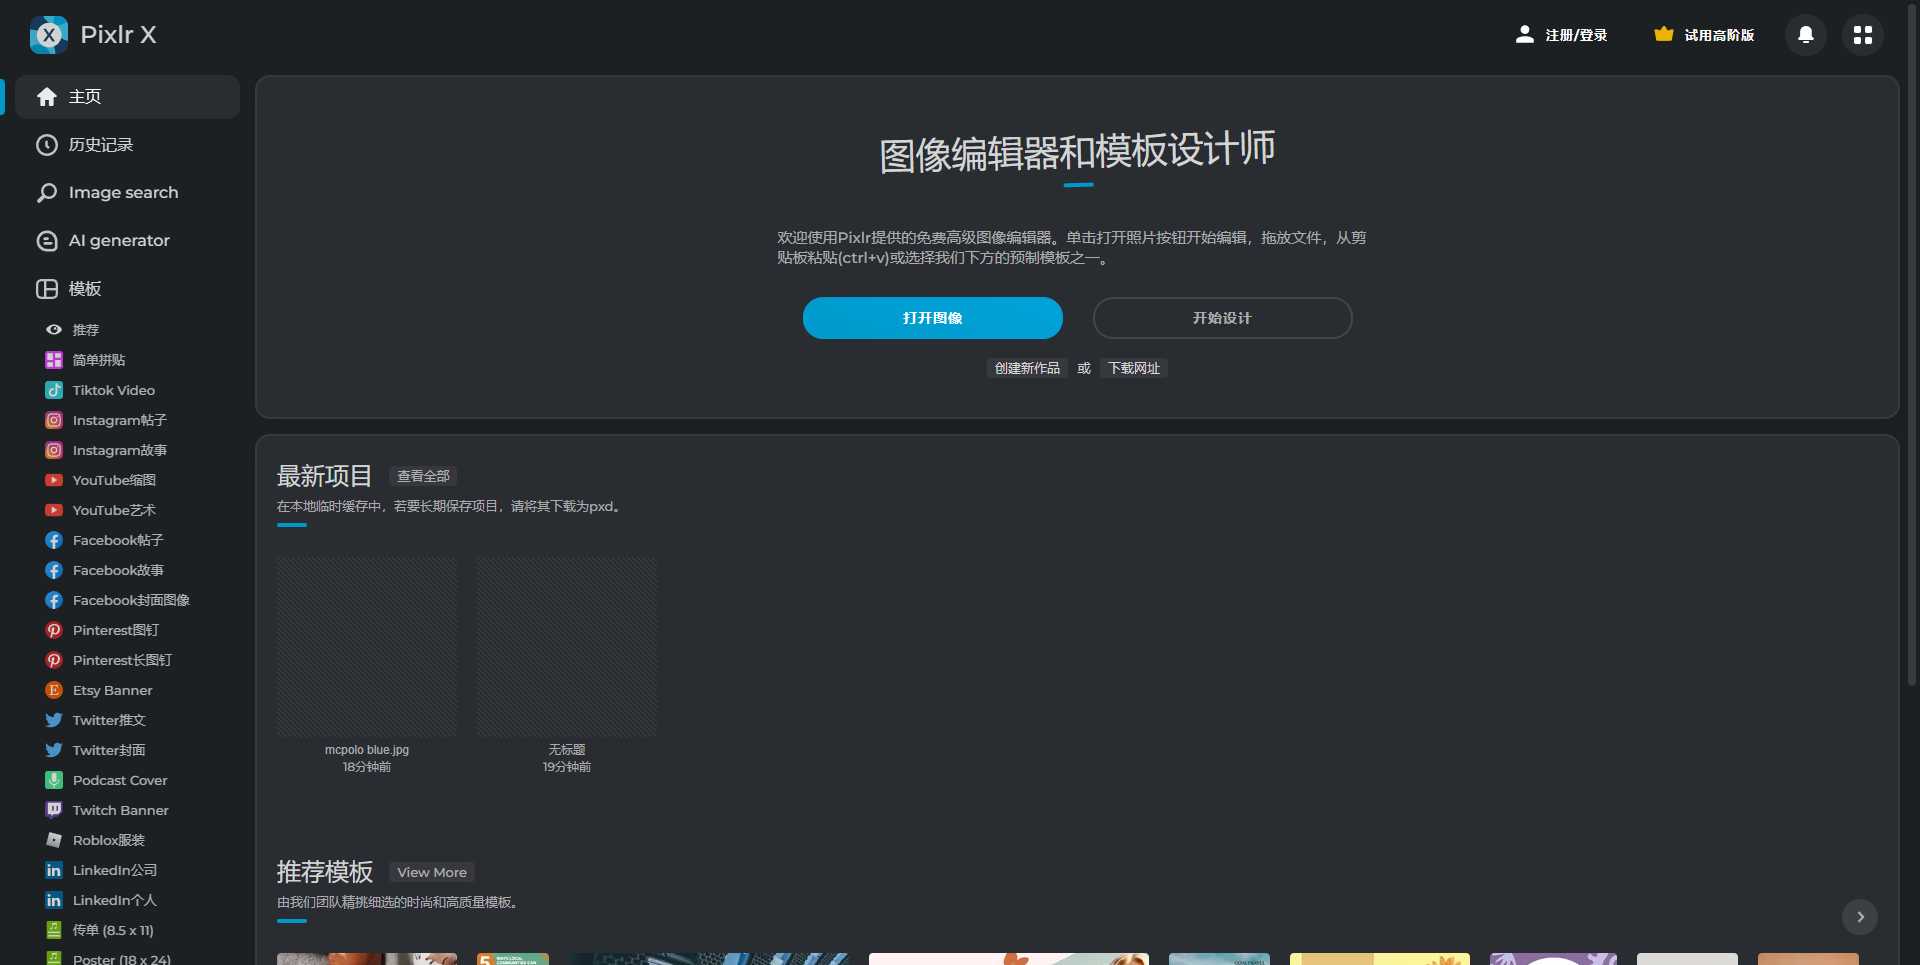 Pixlr X
注册/登录
试用高阶版
主页
历史记录
Image search
AI generator
模板
推荐
简单拼贴
Tiktok Video
Instagram帖子
Instagram故事
YouTube缩图
YouTube艺术
Facebook帖子
Facebook故事
Facebook封面图像
Pinterest图钉
Pinterest长图钉
Etsy Banner
Twitter推文
Twitter封面
Podcast Cover
Twitch Banner
Roblox服装
LinkedIn公司
LinkedIn个人
传单 (8.5 x 11)
Poster (18 x 24)
图像编辑器和模板设计师
欢迎使用Pixlr提供的免费高级图像编辑器。单击打开照片按钮开始编辑，拖放文件，从剪
贴板粘贴(ctrl+v)或选择我们下方的预制模板之一。
打开图像
开始设计
创建新作品 或 下载网址
最新项目 查看全部
在本地临时缓存中，若要长期保存项目，请将其下载为pxd。
mcpolo blue.jpg
18分钟前
无标题
19分钟前
推荐模板 View More
由我们团队精挑细选的时尚和高质量模板。